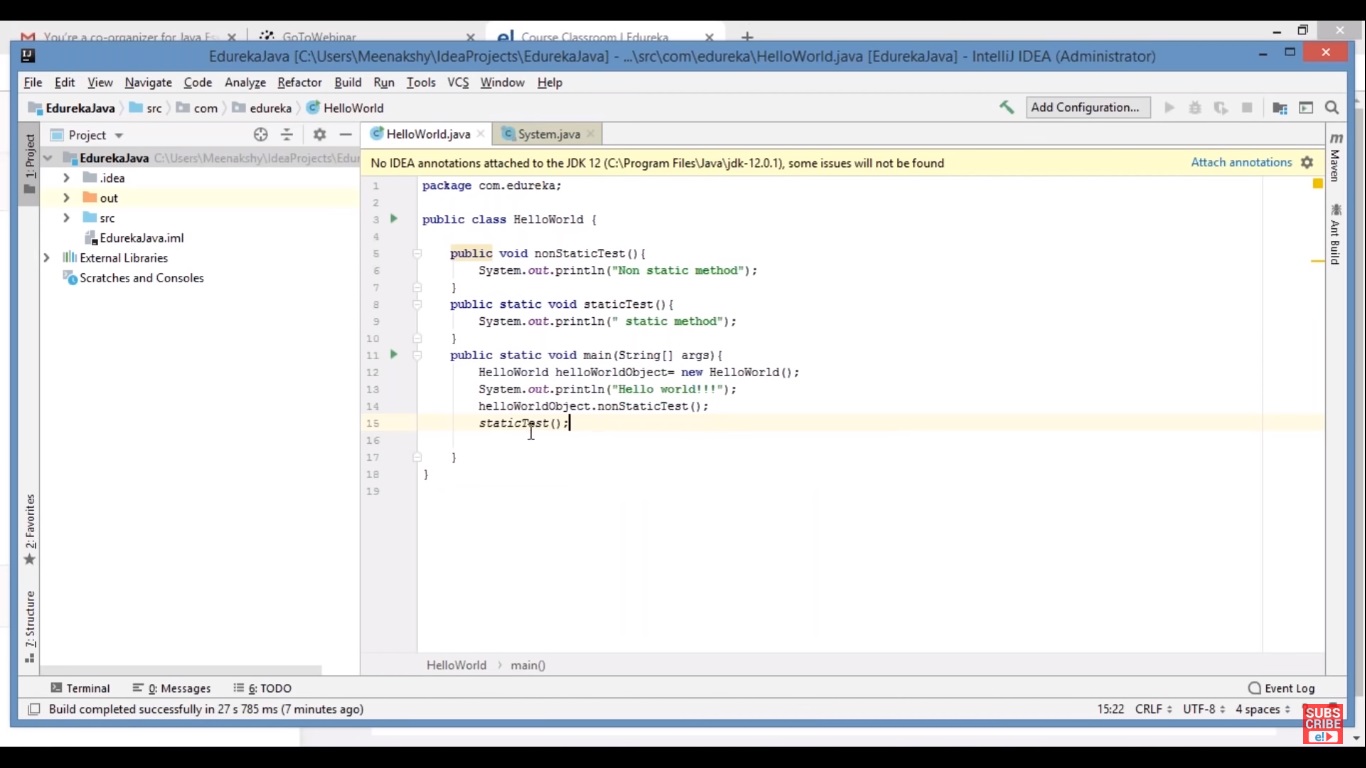 You're a co-organizer for Java Es
GoToWebinar
Course Classroom | Edureka
EdurekaJava [C:\Users\Meenakshy\IdeaProjects\EdurekaJava] - ...\src\com\edureka\HelloWorld.java [EdurekaJava] - IntelliJ IDEA (Administrator)
File Edit View Navigate Code Analyze Refactor Build Run Tools VCS Window Help
EdurekaJava src com edureka HelloWorld Add Configuration...
1: Project
Project
HelloWorld.java System.java
EdurekaJava C:\Users\Meenakshy\IdeaProjects\Edur
.idea
out
src
EdurekaJava.iml
External Libraries
Scratches and Consoles
No IDEA annotations attached to the JDK 12 (C:\Program Files\Java\jdk-12.0.1), some issues will not be found Attach annotations
1 package com.edureka;
2
3 public class HelloWorld {
4
5 public void nonStaticTest(){
6 System.out.println("Non static method");
7 }
8 public static void staticTest(){
9 System.out.println(" static method");
10 }
11 public static void main(String[] args){
12 HelloWorld helloWorldObject= new HelloWorld();
13 System.out.println("Hello world!!!");
14 helloWorldObject.nonStaticTest();
15 staticTest();
16
17 }
18 }
19
m
Maven
Ant Build
2: Favorites
7: Structure
HelloWorld main()
Terminal 0: Messages 6: TODO Event Log
Build completed successfully in 27 s 785 ms (7 minutes ago) 15:22 CRLF UTF-8 4 spaces
SUBS
CRIBE
e!